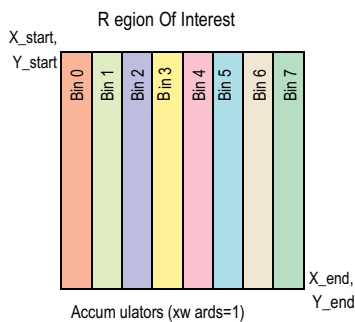 R egion Of Interest
X_start,
Y_start
Bin 0
Bin 1
Bin 2
B in 3
Bin 4
Bin 5
Bin 6
Bin 7
X_end,
Y_end
Accum ulators (xw ards=1)